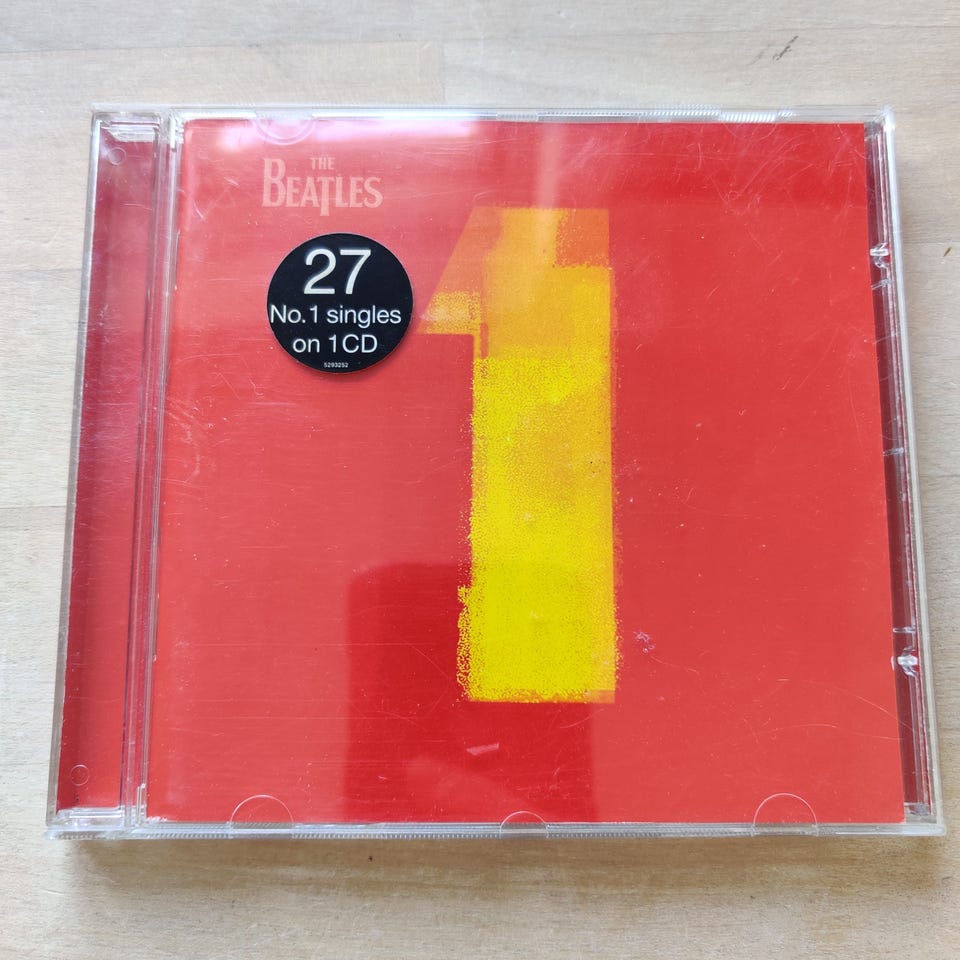 THE
BEATLES
27
No.1 singles
on 1CD
5293252
1